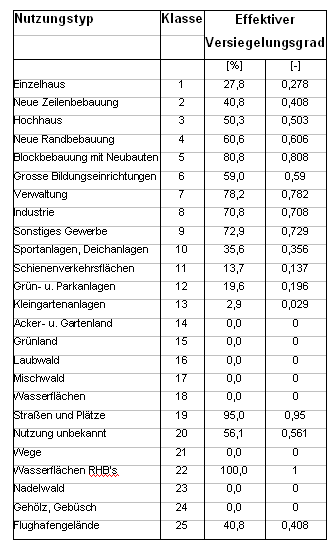 Nutzungstyp Klasse Effektiver
Versiegelungsgrad
[%] [-]
Einzelhaus 1 27,8 0,278
Neue Zeilenbebauung 2 40,8 0,408
Hochhaus 3 50,3 0,503
Neue Randbebauung 4 60,6 0,606
Blockbebauung mit Neubauten 5 80,8 0,808
Grosse Bildungseinrichtungen 6 59,0 0,59
Verwaltung 7 78,2 0,782
Industrie 8 70,8 0,708
Sonstiges Gewerbe 9 72,9 0,729
Sportanlagen, Deichanlagen 10 35,6 0,356
Schienenverkehrsflächen 11 13,7 0,137
Grün- u. Parkanlagen 12 19,6 0,196
Kleingartenanlagen 13 2,9 0,029
Acker- u. Gartenland 14 0,0 0
Grünland 15 0,0 0
Laubwald 16 0,0 0
Mischwald 17 0,0 0
Wasserflächen 18 0,0 0
Straßen und Plätze 19 95,0 0,95
Nutzung unbekannt 20 56,1 0,561
Wege 21 0,0 0
Wasserflächen RHB's 22 100,0 1
Nadelwald 23 0,0 0
Gehölz, Gebüsch 24 0,0 0
Flughafengelände 25 40,8 0,408